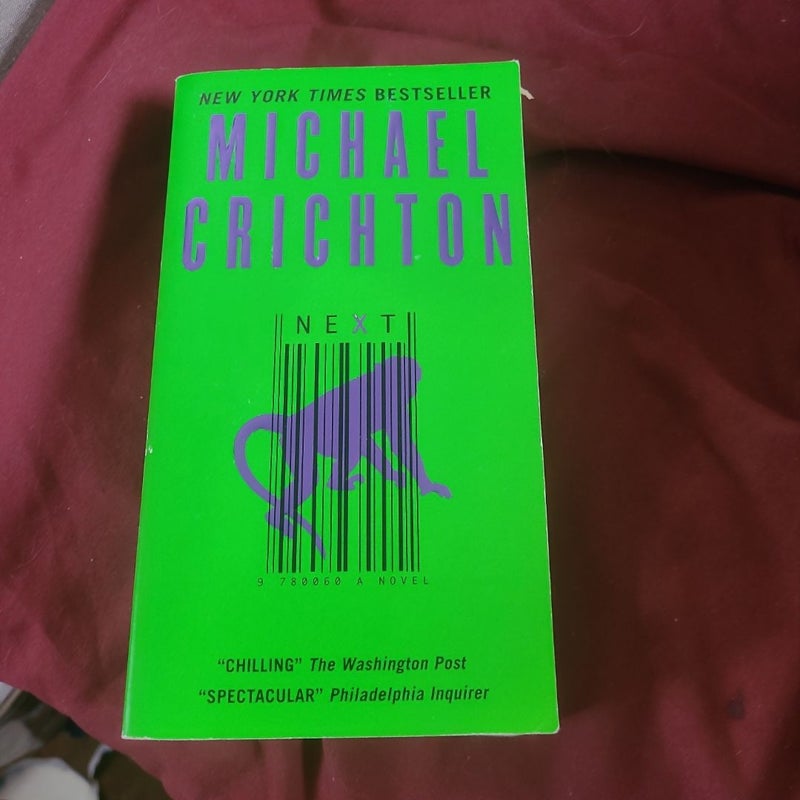 NEW YORK TIMES BESTSELLER
MICHAEL
CRICHTON
NEXT
9 780060 A NOVEL
“CHILLING” The Washington Post
“SPECTACULAR” Philadelphia Inquirer